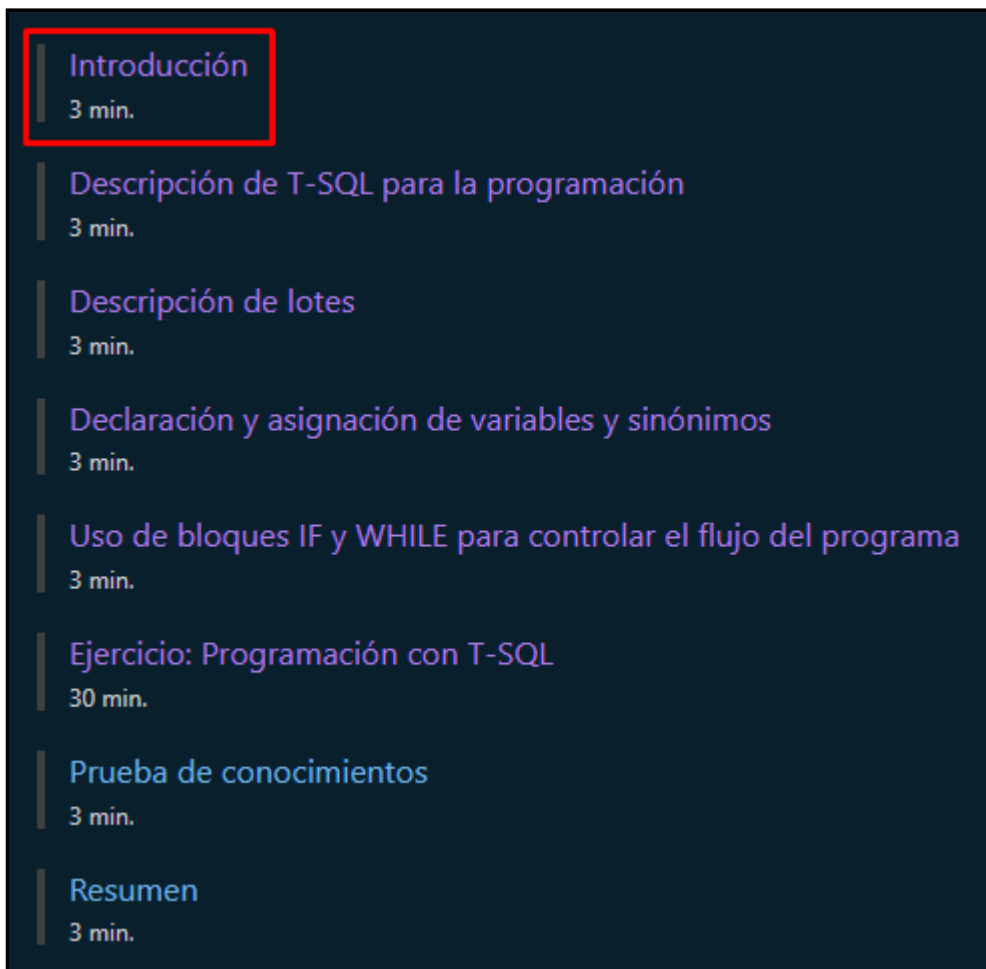 Introducción
3 min.
Descripción de T-SQL para la programación
3 min.
Descripción de lotes
3 min.
Declaración y asignación de variables y sinónimos
3 min.
Uso de bloques IF y WHILE para controlar el flujo del programa
3 min.
Ejercicio: Programación con T-SQL
30 min.
Prueba de conocimientos
3 min.
Resumen
3 min.